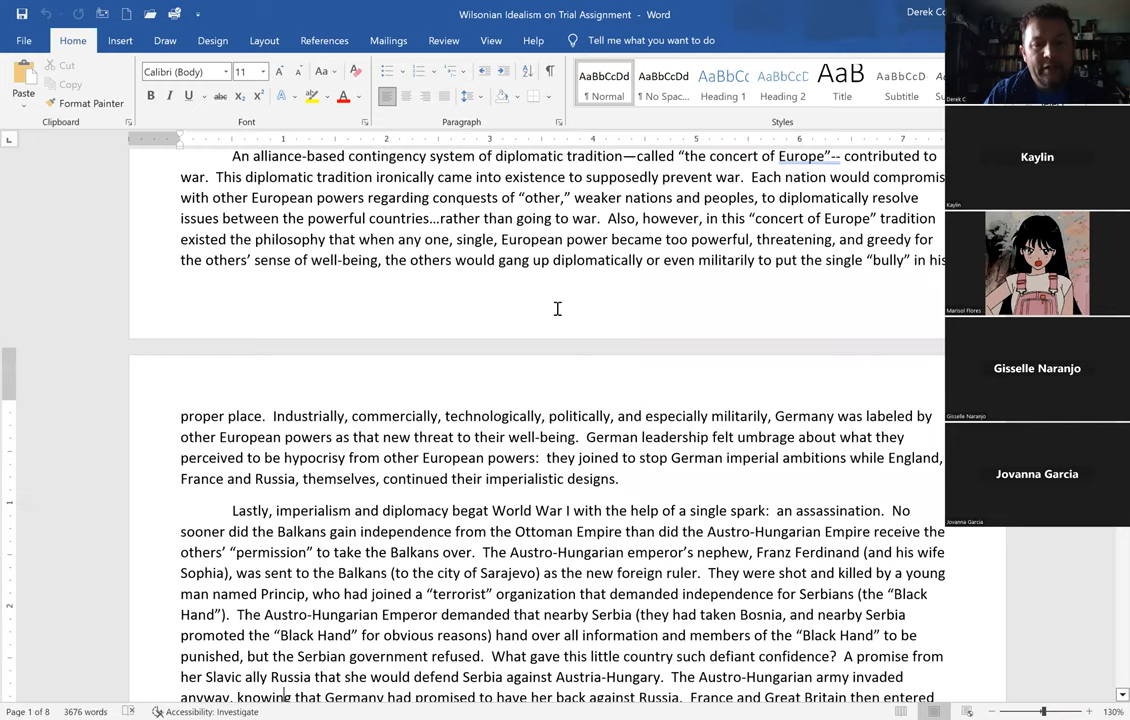 Wilsonian Idealism on Trial Assignment - Word
Derek Co
File Home Insert Draw Design Layout References Mailings Review View Help Tell me what you want to do
Paste
Cut
Copy
Format Painter
Clipboard
Calibri (Body) 11
Font
Paragraph
AaBbCcDd AaBbCcDd AaBbCc AaBbCcD AaB AaBbCcD
¶ Normal ¶ No Spac... Heading 1 Heading 2 Title Subtitle
Styles
1 2 3 4 5 6 7
An alliance-based contingency system of diplomatic tradition—called “the concert of Europe”-- contributed to
war. This diplomatic tradition ironically came into existence to supposedly prevent war. Each nation would compromis
with other European powers regarding conquests of “other,” weaker nations and peoples, to diplomatically resolve
issues between the powerful countries…rather than going to war. Also, however, in this “concert of Europe” tradition
existed the philosophy that when any one, single, European power became too powerful, threatening, and greedy for
the others’ sense of well-being, the others would gang up diplomatically or even militarily to put the single “bully” in his
proper place. Industrially, commercially, technologically, politically, and especially militarily, Germany was labeled by
other European powers as that new threat to their well-being. German leadership felt umbrage about what they
perceived to be hypocrisy from other European powers: they joined to stop German imperial ambitions while England,
France and Russia, themselves, continued their imperialistic designs.
Lastly, imperialism and diplomacy begat World War I with the help of a single spark: an assassination. No
sooner did the Balkans gain independence from the Ottoman Empire than did the Austro-Hungarian Empire receive the
others’ “permission” to take the Balkans over. The Austro-Hungarian emperor’s nephew, Franz Ferdinand (and his wife
Sophia), was sent to the Balkans (to the city of Sarajevo) as the new foreign ruler. They were shot and killed by a young
man named Princip, who had joined a “terrorist” organization that demanded independence for Serbians (the “Black
Hand”). The Austro-Hungarian Emperor demanded that nearby Serbia (they had taken Bosnia, and nearby Serbia
promoted the “Black Hand” for obvious reasons) hand over all information and members of the “Black Hand” to be
punished, but the Serbian government refused. What gave this little country such defiant confidence? A promise from
her Slavic ally Russia that she would defend Serbia against Austria-Hungary. The Austro-Hungarian army invaded
anyway, knowing that Germany had promised to have her back against Russia. France and Great Britain then entered
Page 1 of 8 3676 words Accessibility: Investigate 130%
Derek C
Kaylin
Kaylin
Marisol Flores
Gisselle Naranjo
Gisselle Naranjo
Jovanna Garcia
Jovanna Garcia